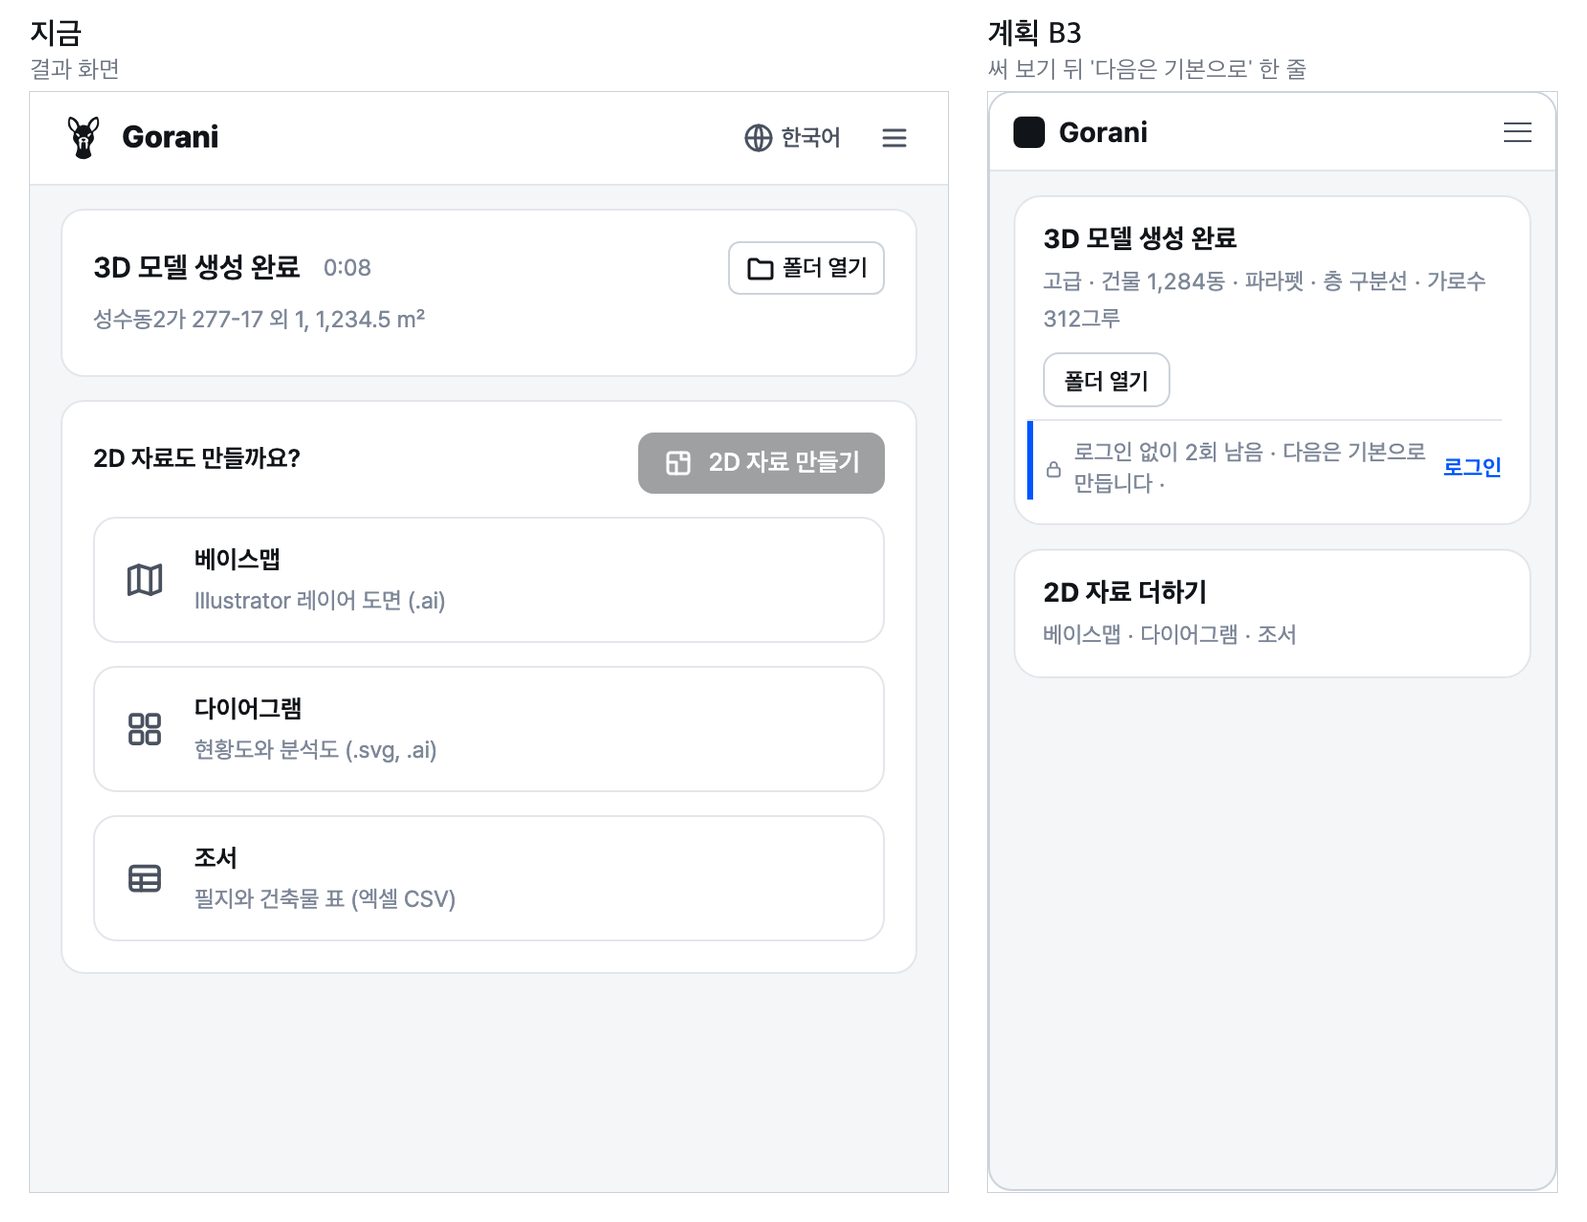 지금
결과 화면
Gorani
한국어
3D 모델 생성 완료 0:08
폴더 열기
성수동2가 277-17 외 1, 1,234.5 m²
2D 자료도 만들까요?
2D 자료 만들기
베이스맵
Illustrator 레이어 도면 (.ai)
다이어그램
현황도와 분석도 (.svg, .ai)
조서
필지와 건축물 표 (엑셀 CSV)
계획 B3
써 보기 뒤 '다음은 기본으로' 한 줄
Gorani
3D 모델 생성 완료
고급 · 건물 1,284동 · 파라펫 · 층 구분선 · 가로수
312그루
폴더 열기
로그인 없이 2회 남음 · 다음은 기본으로
만듭니다 ·
로그인
2D 자료 더하기
베이스맵 · 다이어그램 · 조서